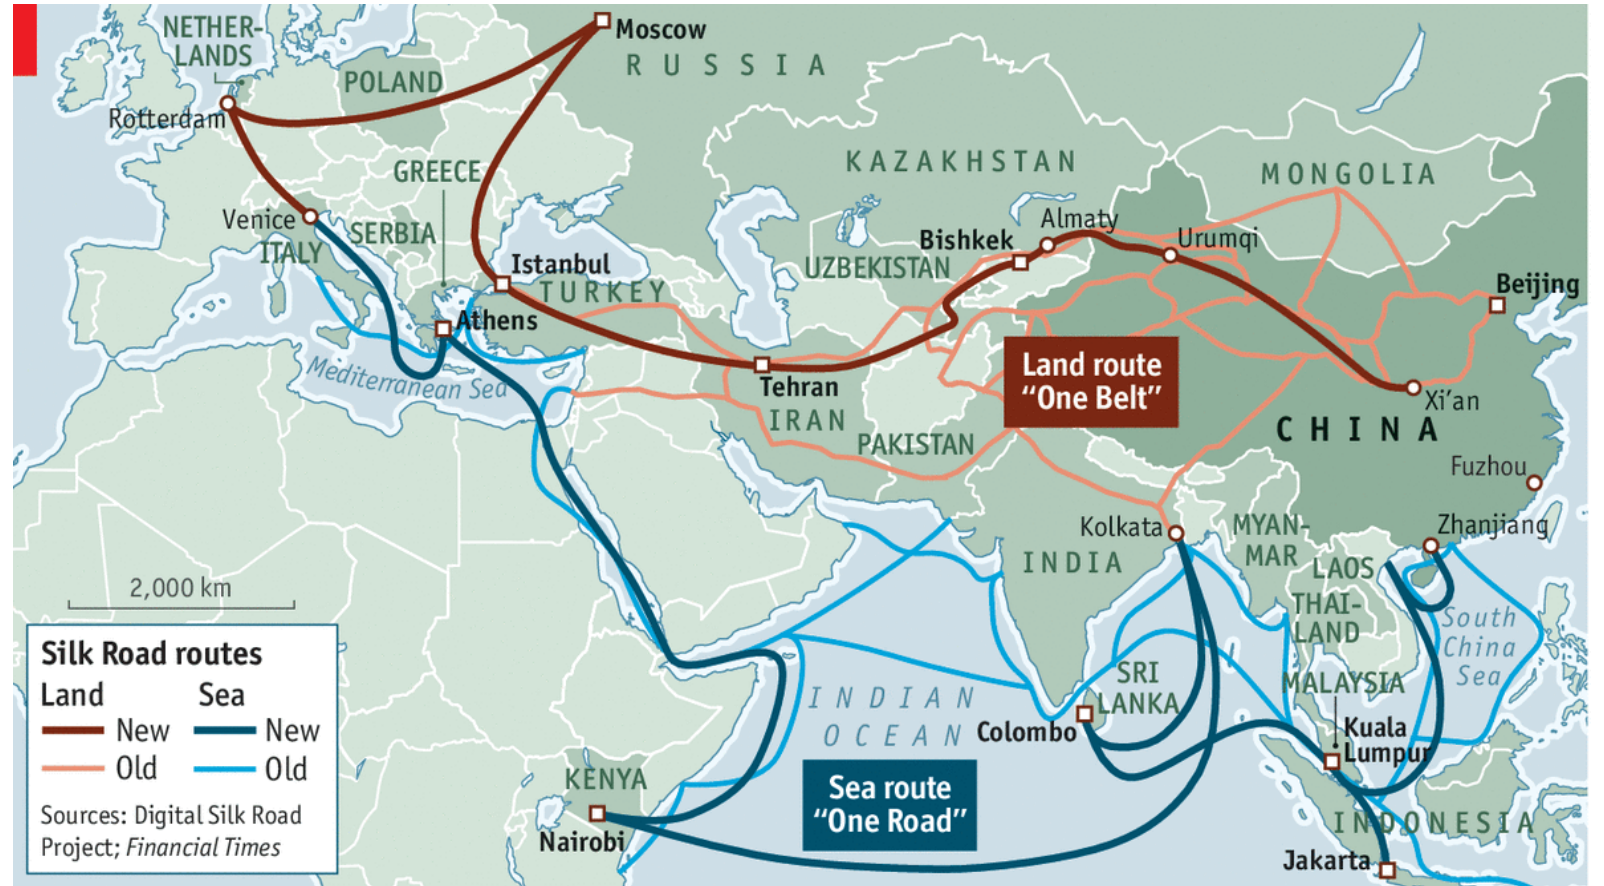 NETHER-
LANDS
Moscow
RUSSIA
POLAND
Rotterdam
KAZAKHSTAN
MONGOLIA
GREECE
Venice
SERBIA
ITALY
Almaty
Bishkek
Urumqi
UZBEKISTAN
Istanbul
TURKEY
Beijing
Athens
Mediterranean Sea
Tehran
IRAN
Land route
“One Belt”
Xi’an
CHINA
PAKISTAN
Fuzhou
Kolkata
MYAN-
MAR
Zhanjiang
INDIA
LAOS
THAI-
LAND
South
China
Sea
2,000 km
SRI
LANKA
MALAYSIA
INDIAN
OCEAN
Colombo
Kuala
Lumpur
KENYA
Nairobi
Sea route
“One Road”
INDONESIA
Jakarta
Silk Road routes
Land Sea
New New
Old Old
Sources: Digital Silk Road
Project; Financial Times